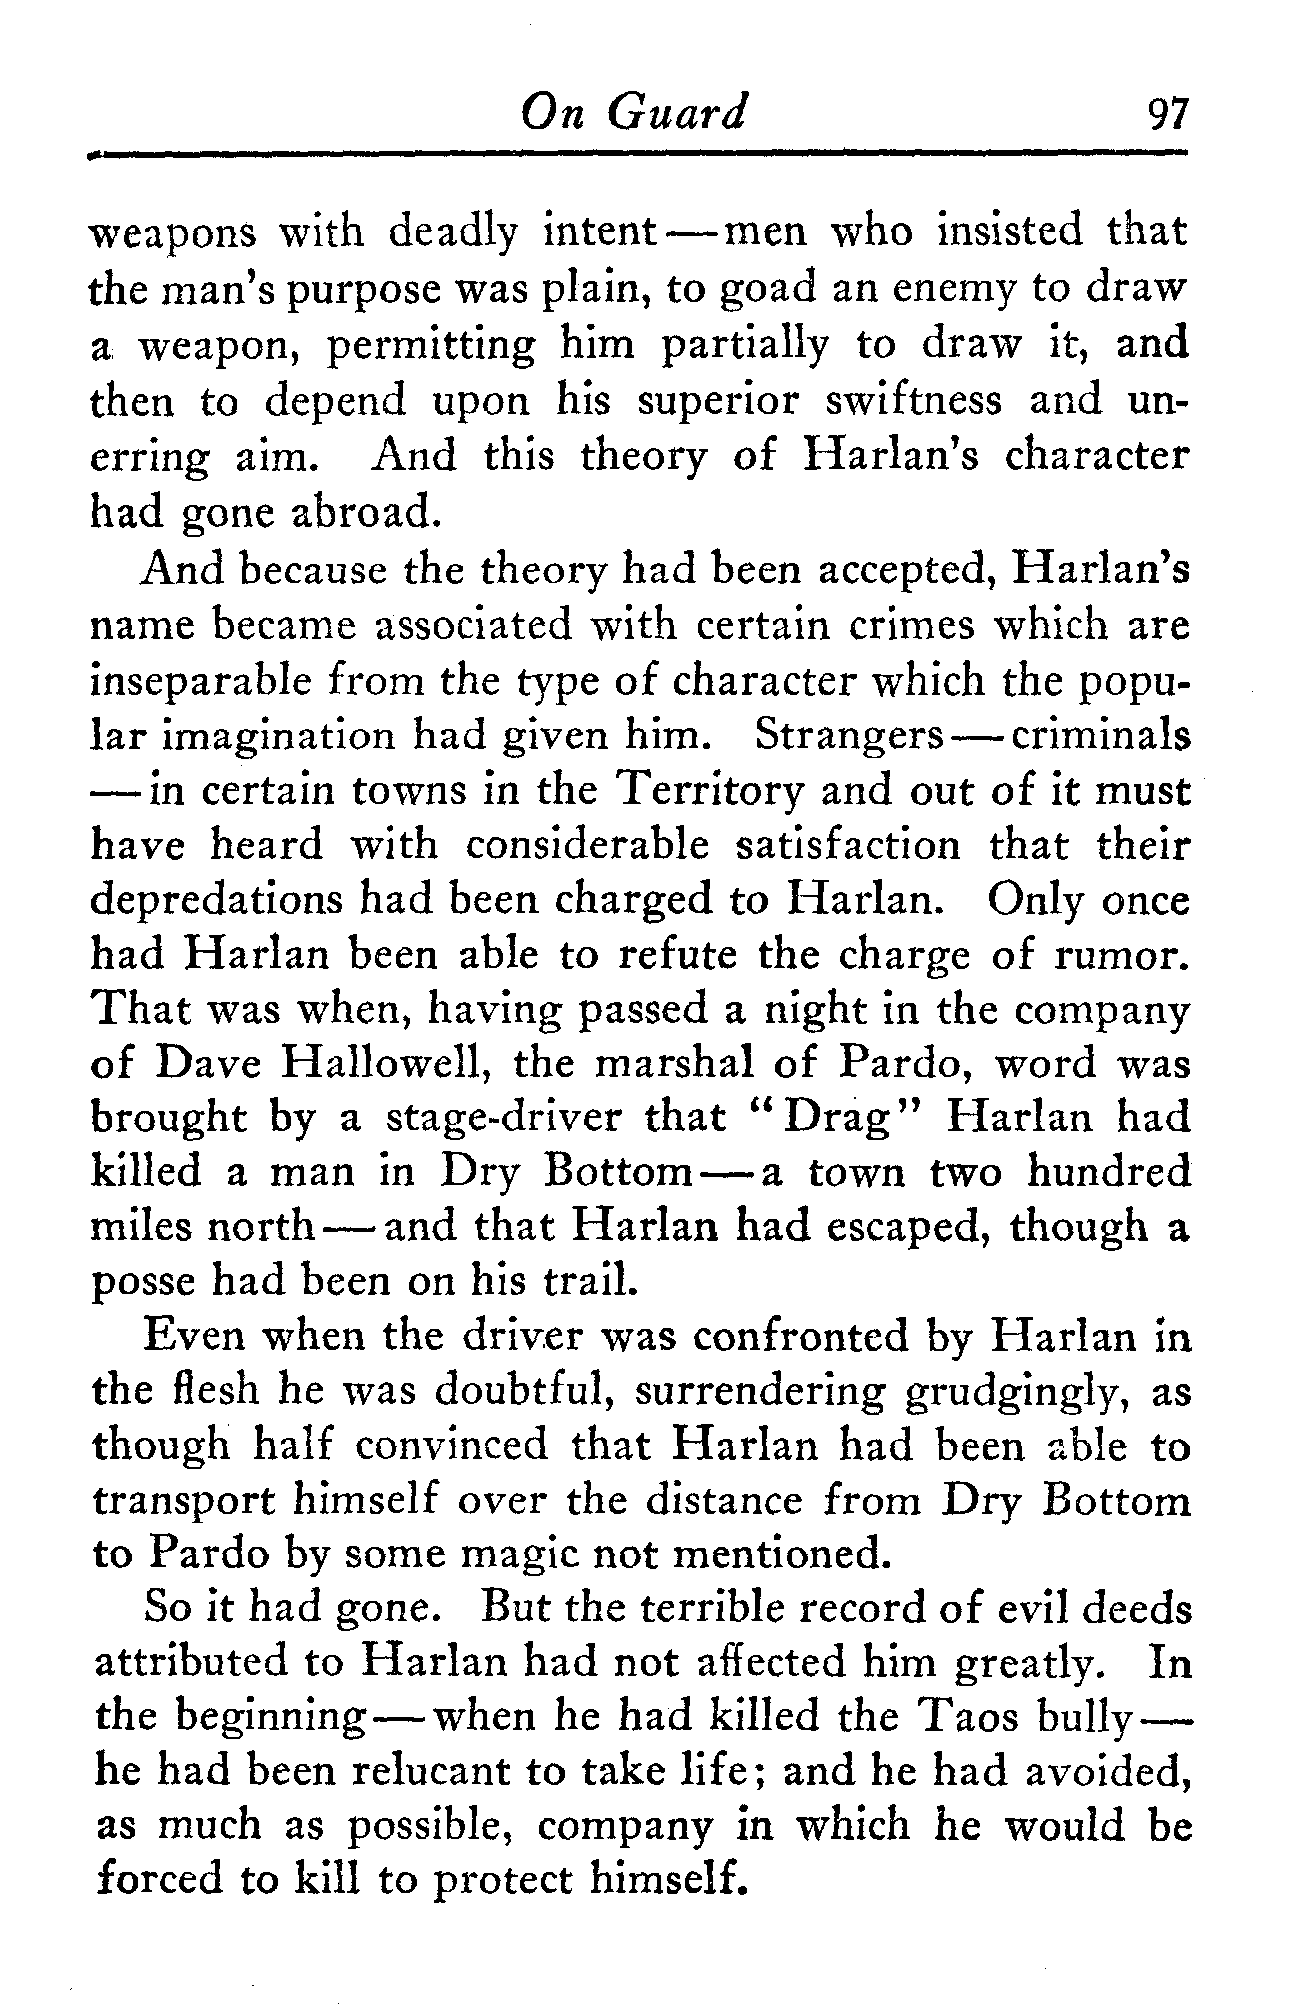 On Guard 97
weapons with deadly intent—men who insisted that
the man's purpose was plain, to goad an enemy to draw
a weapon, permitting him partially to draw it, and
then to depend upon his superior swiftness and un-
erring aim. And this theory of Harlan's character
had gone abroad.
And because the theory had been accepted, Harlan's
name became associated with certain crimes which are
inseparable from the type of character which the popu-
lar imagination had given him. Strangers—criminals
—in certain towns in the Territory and out of it must
have heard with considerable satisfaction that their
depredations had been charged to Harlan. Only once
had Harlan been able to refute the charge of rumor.
That was when, having passed a night in the company
of Dave Hallowell, the marshal of Pardo, word was
brought by a stage-driver that "Drag" Harlan had
killed a man in Dry Bottom—a town two hundred
miles north—and that Harlan had escaped, though a
posse had been on his trail.
Even when the driver was confronted by Harlan in
the flesh he was doubtful, surrendering grudgingly, as
though half convinced that Harlan had been able to
transport himself over the distance from Dry Bottom
to Pardo by some magic not mentioned.
So it had gone. But the terrible record of evil deeds
attributed to Harlan had not affected him greatly. In
the beginning—when he had killed the Taos bully—
he had been relucant to take life; and he had avoided,
as much as possible, company in which he would be
forced to kill to protect himself.